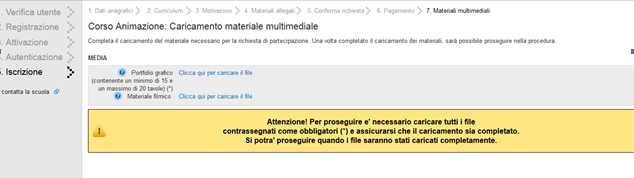 . Verifica utente
. Registrazione
. Attivazione
. Autenticazione
. Iscrizione
contatta la scuola
1. Dati anagrafici 2. Curriculum 3. Motivazioni 4. Materiali allegati 5. Conferma richiesta 6. Pagamento 7. Materiali multimediali
Corso Animazione: Caricamento materiale multimediale
Completa il caricamento del materiale necessario per la richiesta di partecipazione. Una volta completato il caricamento dei materiali, sarà possibile proseguire nella procedura.
MEDIA
Portfolio grafico Clicca qui per caricare il file
(contenente un minimo di 15 e
un massimo di 20 tavole) (*)
Materiale filmico Clicca qui per caricare il file
Attenzione! Per proseguire e' necessario caricare tutti i file
contrassegnati come obbligatori (*) e assicurarsi che il caricamento sia completato.
Si potra' proseguire quando i file saranno stati caricati completamente.